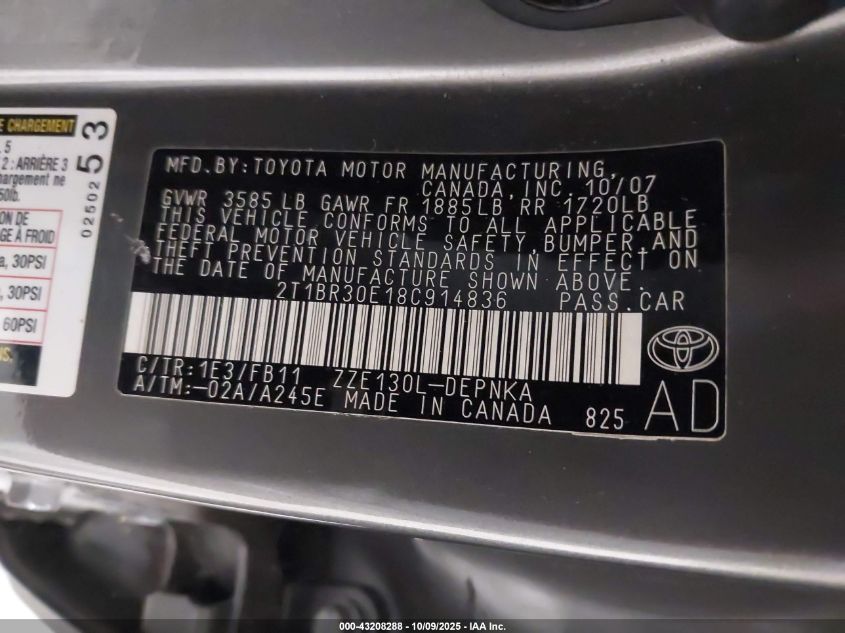 E CHARGEMENT
5
2 : ARRIÈRE 3
hargement ne
50lb.
ION DE
GE À FROID
a, 30PSI
, 30PSI
60PSI
NS:
02502
53
MFD.BY:TOYOTA MOTOR MANUFACTURING,
CANADA, INC. 10/07
GVWR 3585 LB GAWR FR 1885LB, RR 1720LB
THIS VEHICLE CONFORMS TO ALL APPLICABLE
FEDERAL MOTOR VEHICLE SAFETY, BUMPER, AND
THEFT PREVENTION STANDARDS IN EFFECT ON
THE DATE OF MANUFACTURE SHOWN ABOVE.
2T1BR30E18C914836 PASS.CAR
C/TR:1E3/FB11 ZZE130L-DEPNKA
A/TM:-02A/A245E MADE IN CANADA 825
AD
000-43208288 - 10/09/2025 - IAA Inc.